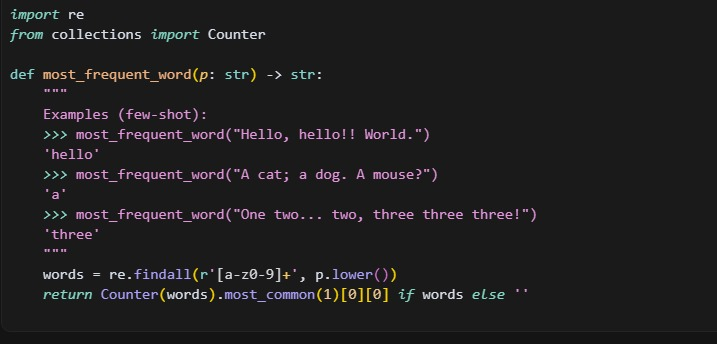 import re
from collections import Counter

def most_frequent_word(p: str) -> str:
    """
    Examples (few-shot):
    >>> most_frequent_word("Hello, hello!! World.")
    'hello'
    >>> most_frequent_word("A cat; a dog. A mouse?")
    'a'
    >>> most_frequent_word("One two... two, three three three!")
    'three'
    """
    words = re.findall(r'[a-z0-9]+', p.lower())
    return Counter(words).most_common(1)[0][0] if words else ''